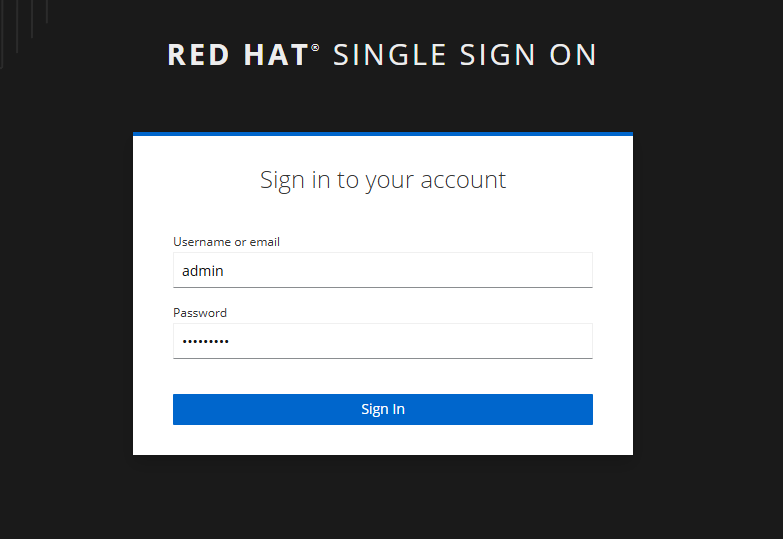 RED HAT® SINGLE SIGN ON
Sign in to your account
Username or email
admin
Password
•••••••••
Sign In